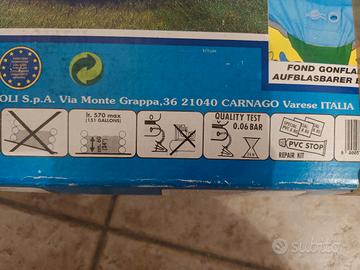 FOND GONFLA
AUFBLASBARER B
OLI S.p.A. Via Monte Grappa,36 21040 CARNAGO Varese ITALIA
lt. 570 max
(151 GALLONS)
QUALITY TEST
0.06 BAR
PVC STOP
REPAIR KIT
subito